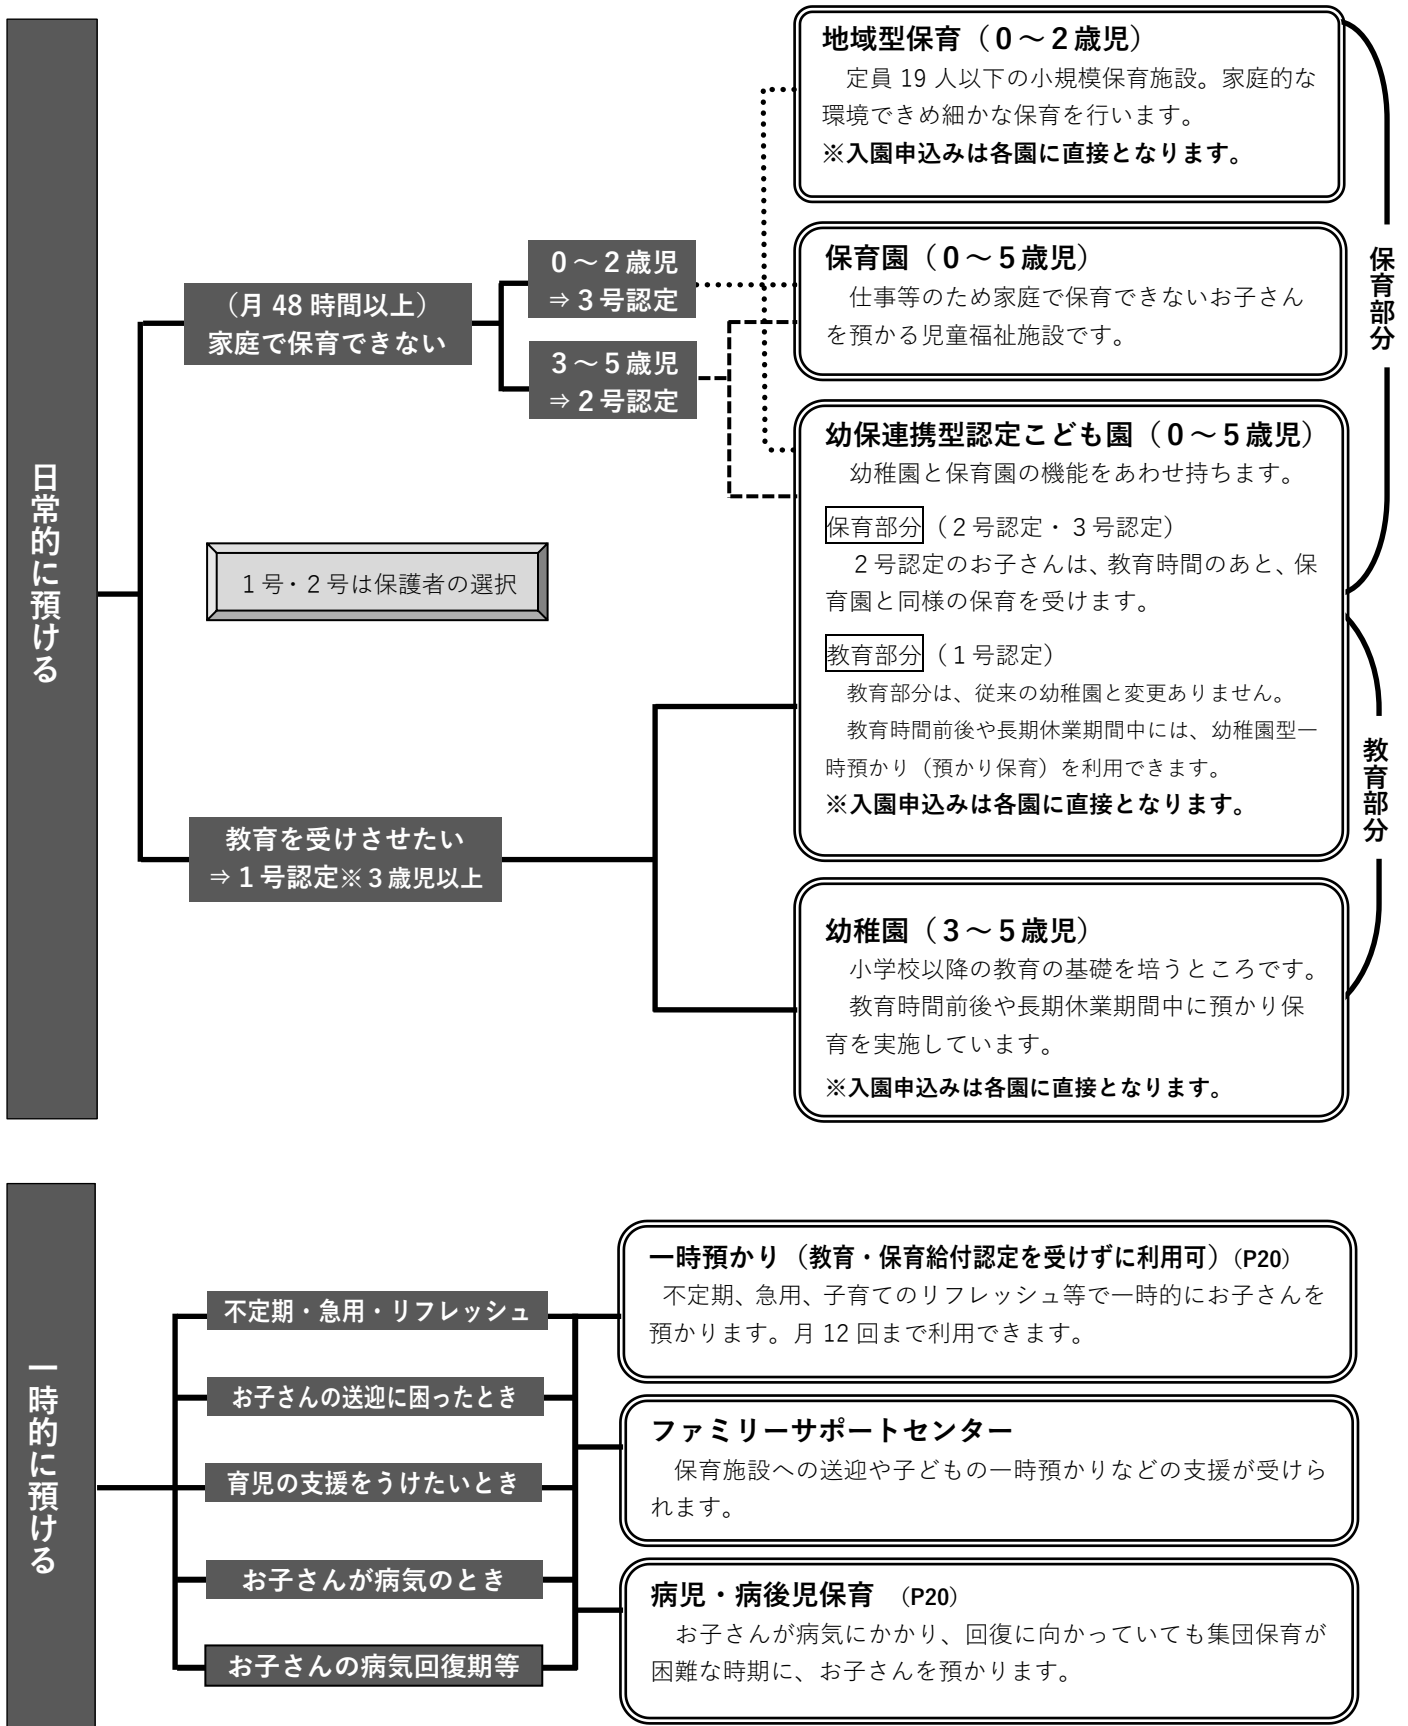 日常的に預ける
（月 48 時間以上）
家庭で保育できない
０～２歳児
⇒３号認定
３～５歳児
⇒２号認定
１号・２号は保護者の選択
教育を受けさせたい
⇒１号認定※３歳児以上
地域型保育（０～２歳児）
定員 19 人以下の小規模保育施設。家庭的な
環境できめ細かな保育を行います。
※入園申込みは各園に直接となります。
保育園（０～５歳児）
仕事等のため家庭で保育できないお子さん
を預かる児童福祉施設です。
幼保連携型認定こども園（０～５歳児）
幼稚園と保育園の機能をあわせ持ちます。
保育部分（２号認定・３号認定）
２号認定のお子さんは、教育時間のあと、保
育園と同様の保育を受けます。
教育部分（１号認定）
教育部分は、従来の幼稚園と変更ありません。
教育時間前後や長期休業期間中には、幼稚園型一
時預かり（預かり保育）を利用できます。
※入園申込みは各園に直接となります。
幼稚園（３～５歳児）
小学校以降の教育の基礎を培うところです。
教育時間前後や長期休業期間中に預かり保
育を実施しています。
※入園申込みは各園に直接となります。
保育部分
教育部分
一時的に預ける
不定期・急用・リフレッシュ
お子さんの送迎に困ったとき
育児の支援をうけたいとき
お子さんが病気のとき
お子さんの病気回復期等
一時預かり（教育・保育給付認定を受けずに利用可）(P20)
不定期、急用、子育てのリフレッシュ等で一時的にお子さんを
預かります。月 12 回まで利用できます。
ファミリーサポートセンター
保育施設への送迎や子どもの一時預かりなどの支援が受けら
れます。
病児・病後児保育 (P20)
お子さんが病気にかかり、回復に向かっていても集団保育が
困難な時期に、お子さんを預かります。